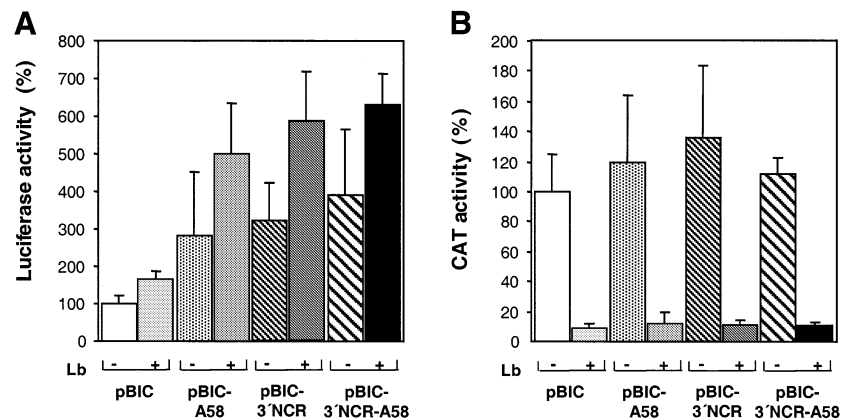 A
Luciferase activity (%)
800
700
600
500
400
300
200
100
0
Lb - + - + - + - +
pBIC pBIC-A58 pBIC-3´NCR pBIC-3´NCR-A58
B
CAT activity (%)
200
180
160
140
120
100
80
60
40
20
0
Lb - + - + - + - +
pBIC pBIC-A58 pBIC-3´NCR pBIC-3´NCR-A58